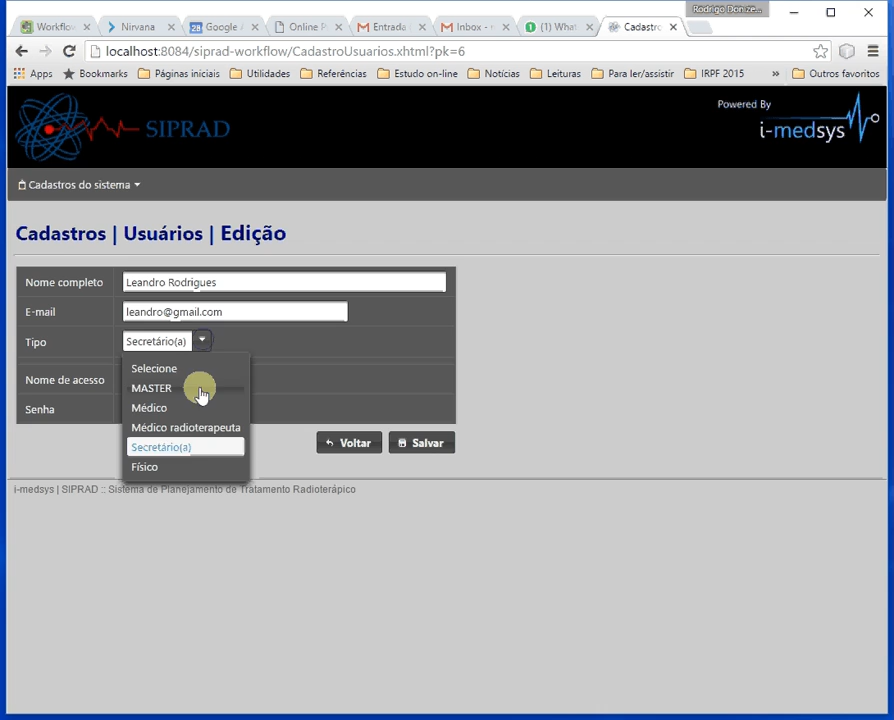 Rodrigo Donize...
Workflow
Nirvana
28 Google /
Online P
Entrada
Inbox -
1 (1) What
Cadastro
localhost:8084/siprad-workflow/CadastroUsuarios.xhtml?pk=6
Apps Bookmarks Páginas iniciais Utilidades Referências Estudo on-line Notícias Leituras Para ler/assistir IRPF 2015 » Outros favoritos
SIPRAD
Powered By
i-medsys
Cadastros do sistema
Cadastros | Usuários | Edição
Nome completo Leandro Rodrigues
E-mail leandro@gmail.com
Tipo Secretário(a)
Selecione
MASTER
Nome de acesso
Médico
Senha
Médico radioterapeuta
Secretário(a)
Físico
Voltar Salvar
i-medsys | SIPRAD :: Sistema de Planejamento de Tratamento Radioterápico